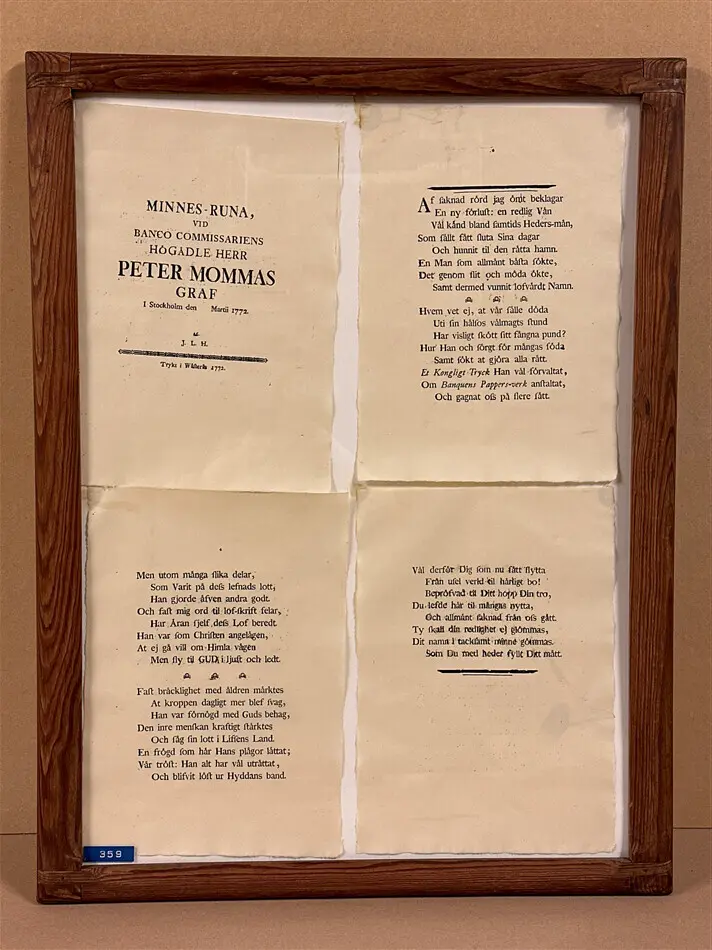 MINNES-RUNA,
VID
BANCO COMMISSARIENS
HÖGADLE HERR
PETER MOMMAS
GRAF
I Stockholm den Martii 1772.
af
J. L. H.
Tryckt i Wästerås 1772.
Af ſaknad rörd jag ömt beklagar
En ny förluſt: en redlig Vän
Väl känd bland ſamtids Heders-män,
Som ſällt fått ſluta Sina dagar
Och hunnit til den rätta hamn.
En Man ſom allmänt bäſta ſökte,
Det genom flit och möda ökte,
Samt dermed vunnit lofvärdt Namn.
Hvem vet ej, at vår ſälle döda
Uti ſin hälſos välmagts ſtund
Har visligt ſkött ſitt fångna pund?
Hur Han och ſörgt för mångas föda
Samt ſökt at gjöra alla rätt.
Et Kongligt Tryck Han väl förvaltat,
Om Banquens Pappers-verk anſtaltat,
Och gagnat oſs på flere ſätt.
Men utom många ſlika delar,
Som Varit på deſs lefnads lott,
Han gjorde äfven andra godt.
Och faſt mig ord til lof-ſkrift felar,
Har Äran ſjelf deſs Lof beredt.
Han var ſom Chriſten angelägen,
At ej gå vill om Himla vägen
Men fly til GUD, i ljuſt och ledt.
Faſt bräcklighet med åldren märktes
At kroppen dagligt mer blef ſvag,
Han var förnögd med Guds behag,
Den inre menſkan kraftigt ſtärktes
Och ſåg ſin lott i Lifſens Land.
En frögd ſom här Hans plågor lättat;
Vår tröſt: Han alt har väl uträttat,
Och blifvit löſt ur Hyddans band.
Väl derför Dig ſom nu fått flytta
Från uſel verld til härligt bo!
Bepröfvad til Ditt hopp Din tro,
Du lefde här til mångas nytta,
Och allmänt ſaknad från oſs gått.
Ty ſkall din redlighet ej glömmas,
Dit namn i tackſamt minne gömmas.
Som Du med heder fyllt Ditt mått.
359